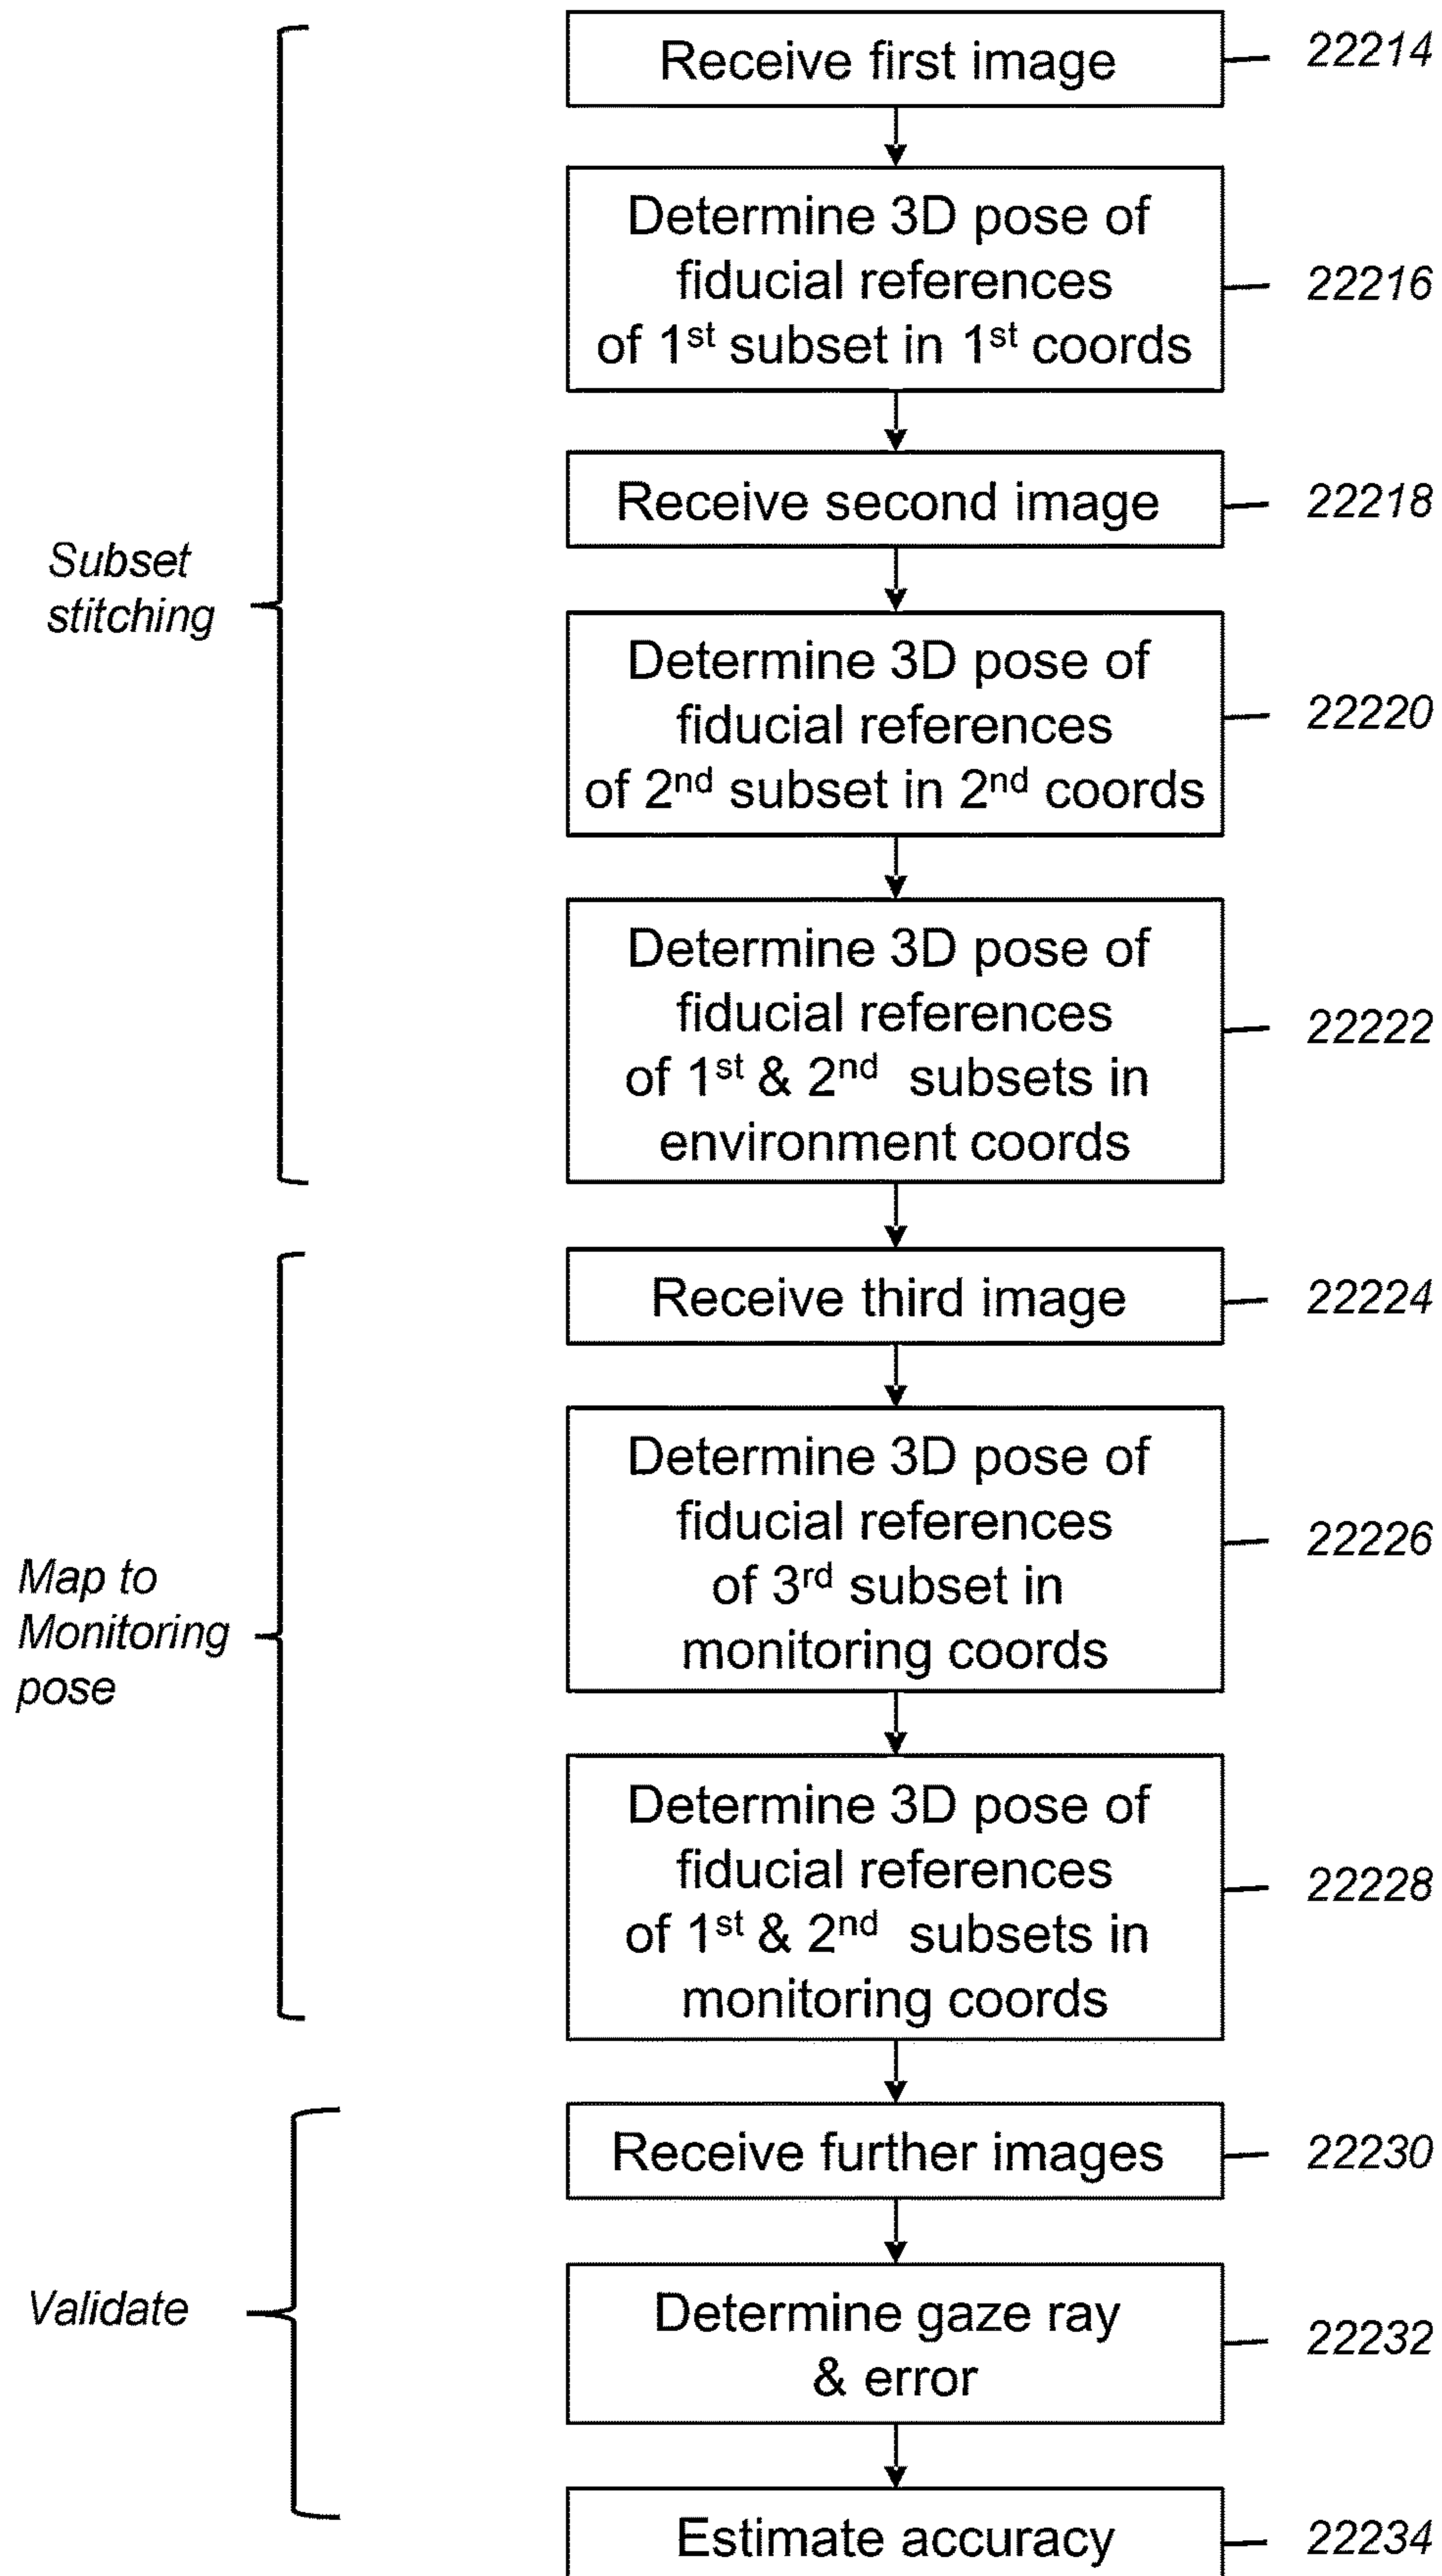 Receive first image
22214
Determine 3D pose of
fiducial references
of 1st subset in 1st coords
22216
Receive second image
22218
Subset
stitching
Determine 3D pose of
fiducial references
of 2nd subset in 2nd coords
22220
Determine 3D pose of
fiducial references
of 1st & 2nd subsets in
environment coords
22222
Receive third image
22224
Determine 3D pose of
fiducial references
of 3rd subset in
monitoring coords
22226
Map to
Monitoring
pose
Determine 3D pose of
fiducial references
of 1st & 2nd subsets in
monitoring coords
22228
Receive further images
22230
Validate
Determine gaze ray
& error
22232
Estimate accuracy
22234